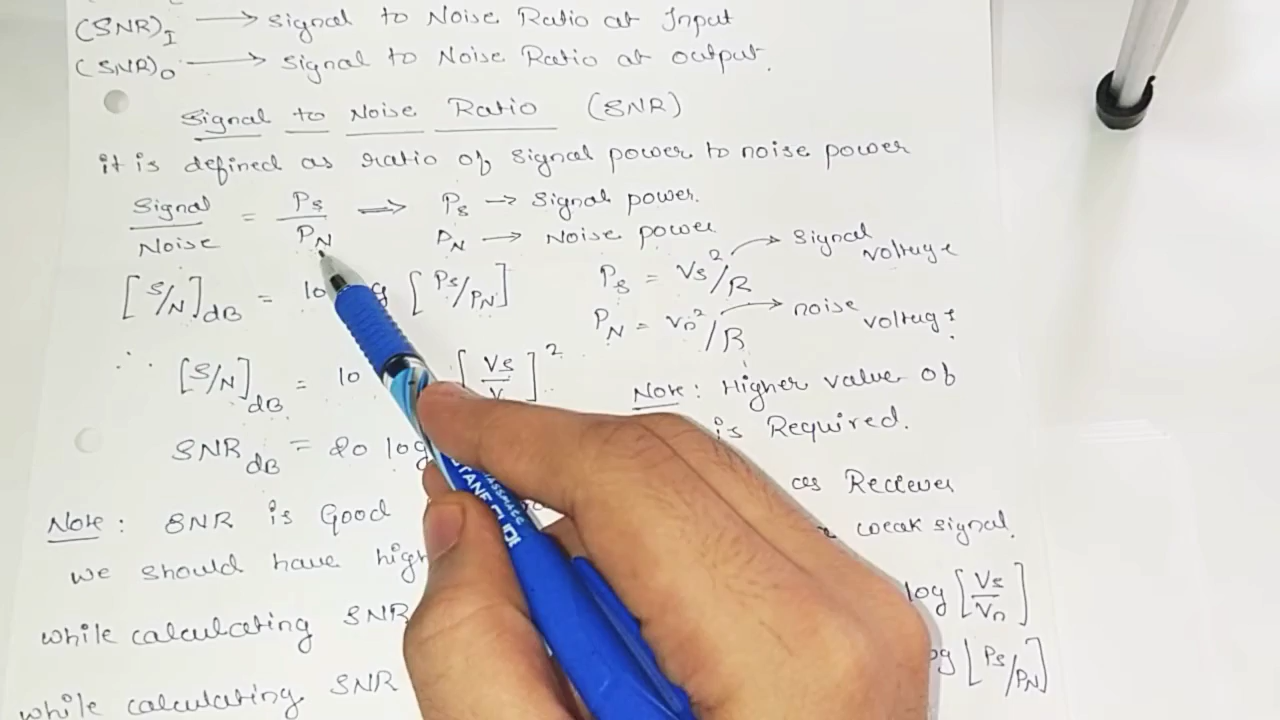 (SNR)I → Signal to Noise Ratio at Input
(SNR)o → Signal to Noise Ratio at output.
Signal to Noise Ratio (SNR)
it is defined as ratio of signal power to noise power
Signal/Noise = Ps/PN ⟹ Ps → Signal power.
PN → Noise power
[S/N]dB = 10 [Ps/PN]
Ps = Vs²/R → Signal voltage
PN = Vn²/R → noise voltage
∴ [S/N]dB = 10 [Vs/V]²
Note: Higher value of
is Required.
SNR dB = 20 log
Note: SNR is Good
Reciever
we should have high
weak signal.
while calculating SNR
log [Vs/Vn]
while calculating SNR
[Ps/PN]